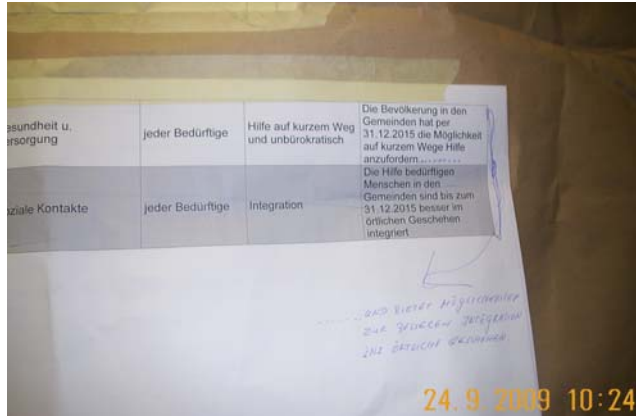 esundheit u,
ersorgung
jeder Bedürftige
Hilfe auf kurzem Weg
und unbürokratisch
Die Bevölkerung in den
Gemeinden hat per
31.12.2015 die Möglichkeit
auf kurzem Wege Hilfe
anzufordern..........
oziale Kontakte
jeder Bedürftige
Integration
Die Hilfe bedürftigen
Menschen in den
Gemeinden sind bis zum
31.12.2015 besser im
örtlichen Geschehen
integriert
....... UND BIETET MÖGLICHKEITEN
ZUR BESSEREN INTEGRATION
INS ÖRTLICHE GESCHEHEN
24.9.2009 10:24